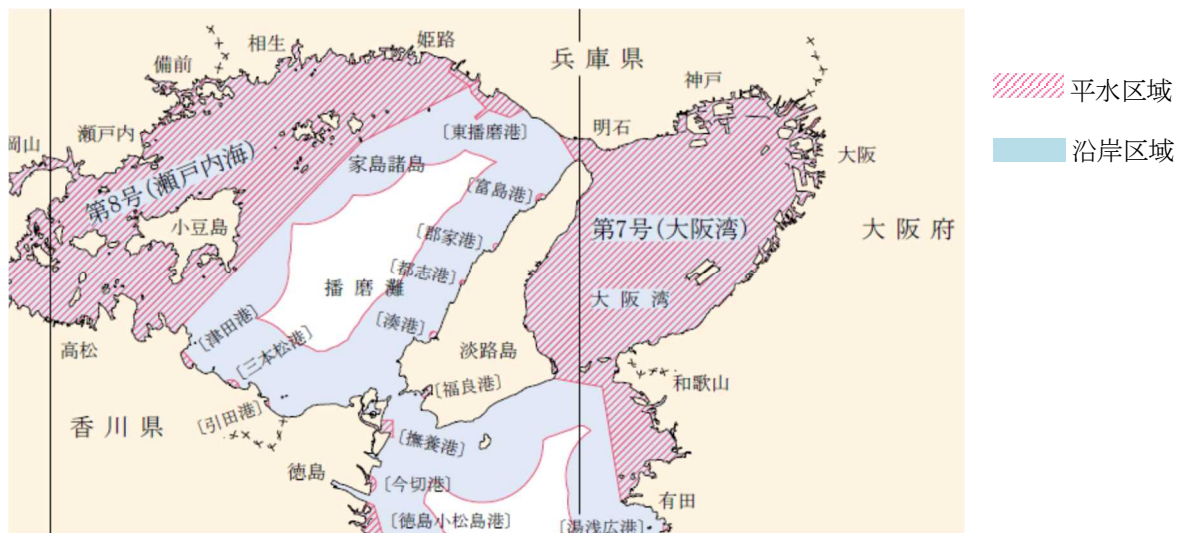 兵庫県
姫路
相生
備前
神戸
平水区域
〔東播磨港〕
明石
瀬戸内
岡山
沿岸区域
大阪
家島諸島
第8号(瀬戸内海)
〔富島港〕
小豆島
第7号(大阪湾)
大阪府
〔郡家港〕
〔都志港〕
播磨灘
大阪湾
〔津田港〕
〔湊港〕
〔三本松港〕
高松
淡路島
〔福良港〕
和歌山
〔引田港〕
香川県
〔撫養港〕
徳島
〔今切港〕
有田
〔徳島小松島港〕
〔湯浅広港〕